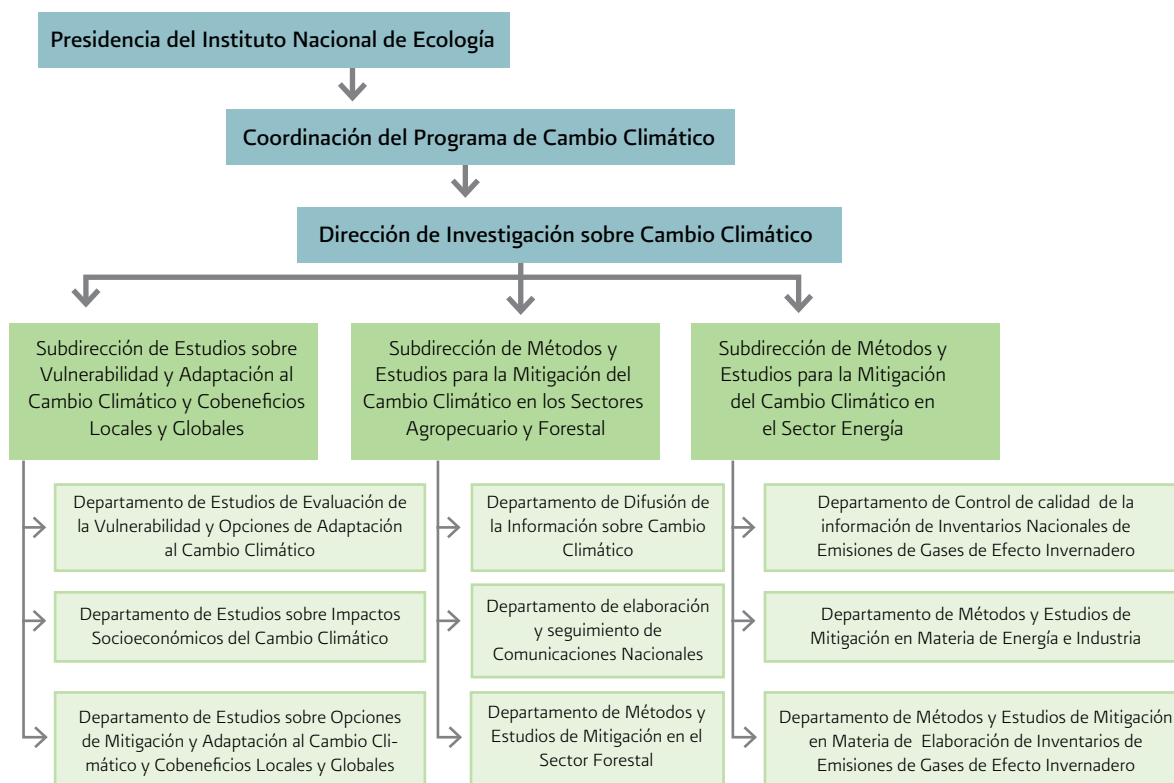 Presidencia del Instituto Nacional de Ecología
Coordinación del Programa de Cambio Climático
Dirección de Investigación sobre Cambio Climático
Subdirección de Estudios sobre
Vulnerabilidad y Adaptación al
Cambio Climático y Cobeneficios
Locales y Globales
Departamento de Estudios de Evaluación de
la Vulnerabilidad y Opciones de Adaptación
al Cambio Climático
Departamento de Estudios sobre Impactos
Socioeconómicos del Cambio Climático
Departamento de Estudios sobre Opciones
de Mitigación y Adaptación al Cambio Cli-
mático y Cobeneficios Locales y Globales
Subdirección de Métodos y
Estudios para la Mitigación del
Cambio Climático en los Sectores
Agropecuario y Forestal
Departamento de Difusión de
la Información sobre Cambio
Climático
Departamento de elaboración
y seguimiento de
Comunicaciones Nacionales
Departamento de Métodos y
Estudios de Mitigación en el
Sector Forestal
Subdirección de Métodos y
Estudios para la Mitigación
del Cambio Climático en
el Sector Energía
Departamento de Control de calidad de la
información de Inventarios Nacionales de
Emisiones de Gases de Efecto Invernadero
Departamento de Métodos y Estudios de
Mitigación en Materia de Energía e Industria
Departamento de Métodos y Estudios de Mitigación
en Materia de Elaboración de Inventarios de
Emisiones de Gases de Efecto Invernadero